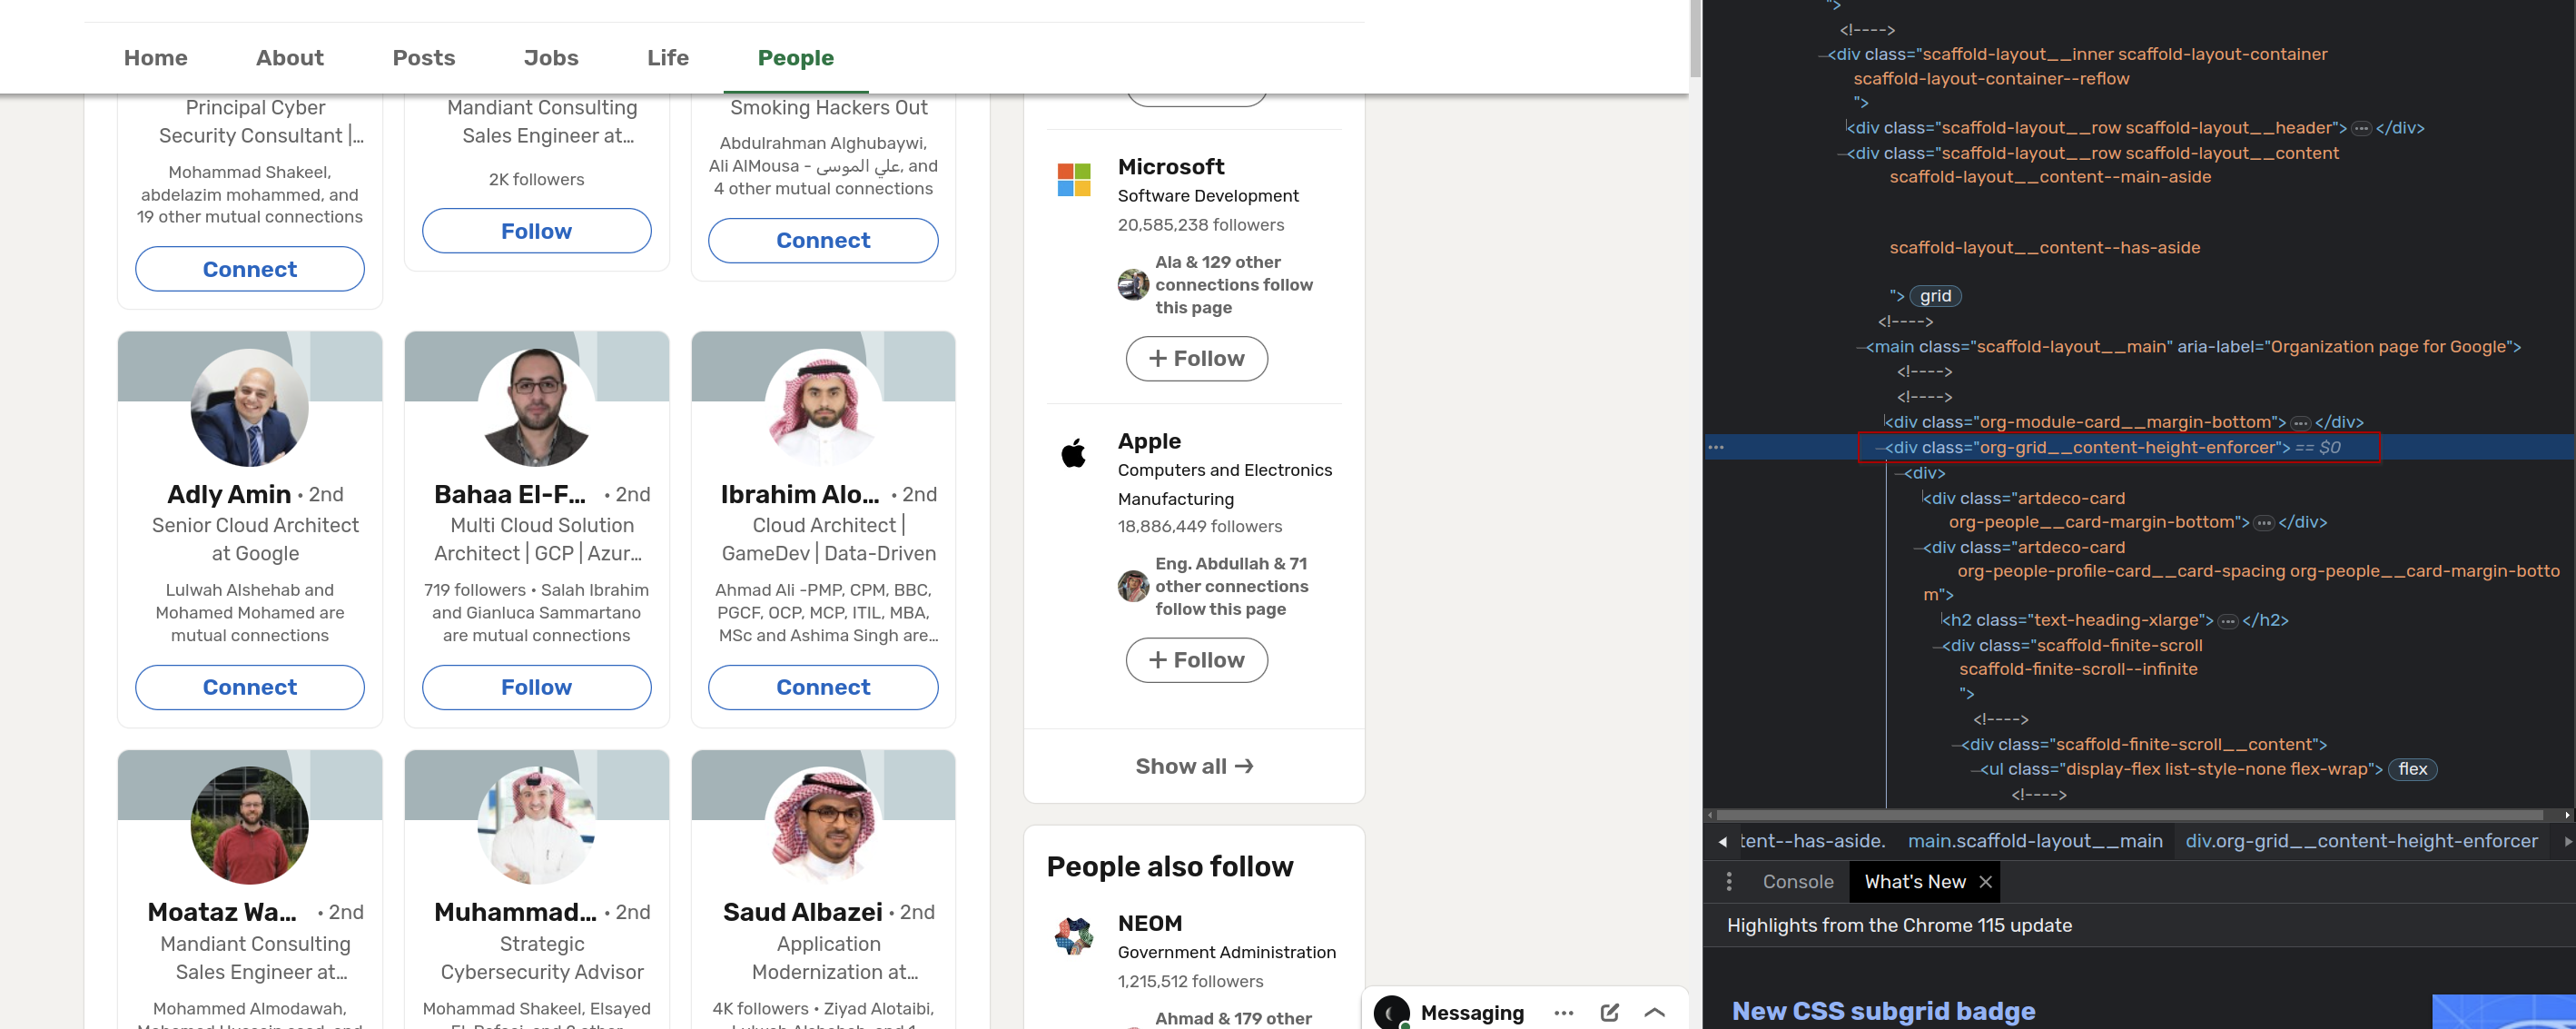 Home About Posts Jobs Life People
Principal Cyber
Security Consultant |...
Mohammad Shakeel,
abdelazim mohammed, and
19 other mutual connections
Connect
Mandiant Consulting
Sales Engineer at...
2K followers
Follow
Smoking Hackers Out
Abdulrahman Alghubaywi,
Ali AlMousa - علي الموسى, and
4 other mutual connections
Connect
Adly Amin • 2nd
Senior Cloud Architect
at Google
Lulwah Alshehab and
Mohamed Mohamed are
mutual connections
Connect
Bahaa El-F... • 2nd
Multi Cloud Solution
Architect | GCP | Azur...
719 followers • Salah Ibrahim
and Gianluca Sammartano
are mutual connections
Follow
Ibrahim Alo... • 2nd
Cloud Architect |
GameDev | Data-Driven
Ahmad Ali -PMP, CPM, BBC,
PGCF, OCP, MCP, ITIL, MBA,
MSc and Ashima Singh are...
Connect
Moataz Wa... • 2nd
Mandiant Consulting
Sales Engineer at...
Mohammed Almodawah,
Muhammad... • 2nd
Strategic
Cybersecurity Advisor
Mohammad Shakeel, Elsayed
Saud Albazei • 2nd
Application
Modernization at...
4K followers • Ziyad Alotaibi,
Microsoft
Software Development
20,585,238 followers
Ala & 129 other
connections follow
this page
+ Follow
Apple
Computers and Electronics
Manufacturing
18,886,449 followers
Eng. Abdullah & 71
other connections
follow this page
+ Follow
Show all →
People also follow
NEOM
Government Administration
1,215,512 followers
Ahmad & 179 other
Messaging
">
<!---->
<div class="scaffold-layout__inner scaffold-layout-container
scaffold-layout-container--reflow
">
<div class="scaffold-layout__row scaffold-layout__header">…</div>
<div class="scaffold-layout__row scaffold-layout__content
scaffold-layout__content--main-aside
scaffold-layout__content--has-aside
"> grid
<!---->
<main class="scaffold-layout__main" aria-label="Organization page for Google">
<!---->
<!---->
<div class="org-module-card__margin-bottom">…</div>
<div class="org-grid__content-height-enforcer"> == $0
<div>
<div class="artdeco-card
org-people__card-margin-bottom">…</div>
<div class="artdeco-card
org-people-profile-card__card-spacing org-people__card-margin-botto
m">
<h2 class="text-heading-xlarge">…</h2>
<div class="scaffold-finite-scroll
scaffold-finite-scroll--infinite
">
<!---->
<div class="scaffold-finite-scroll__content">
<ul class="display-flex list-style-none flex-wrap"> flex
<!---->
tent--has-aside. main.scaffold-layout__main div.org-grid__content-height-enforcer
Console What's New
Highlights from the Chrome 115 update
New CSS subgrid badge